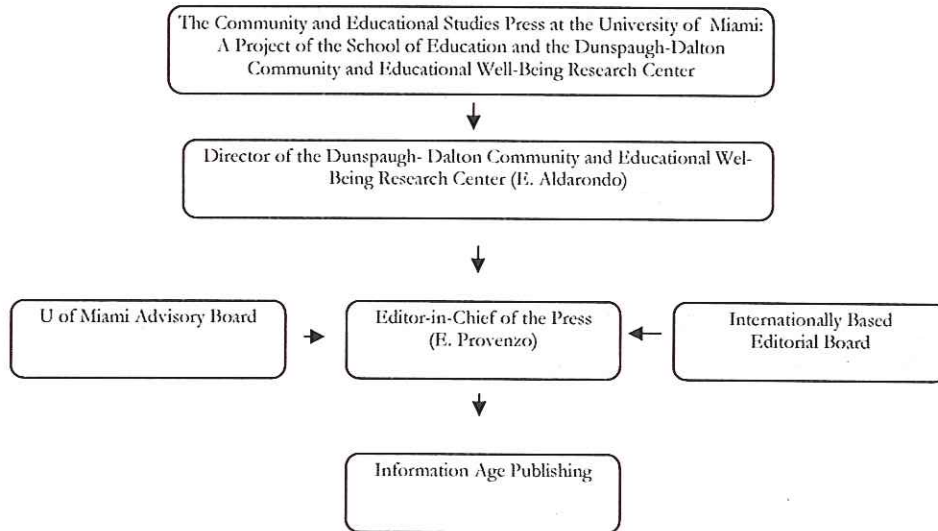 The Community and Educational Studies Press at the University of Miami:
A Project of the School of Education and the Dunspaugh-Dalton
Community and Educational Well-Being Research Center
Director of the Dunspaugh- Dalton Community and Educational Wel-
Being Research Center (E. Aldarondo)
U of Miami Advisory Board
Editor-in-Chief of the Press
(E. Provenzo)
Internationally Based
Editorial Board
Information Age Publishing